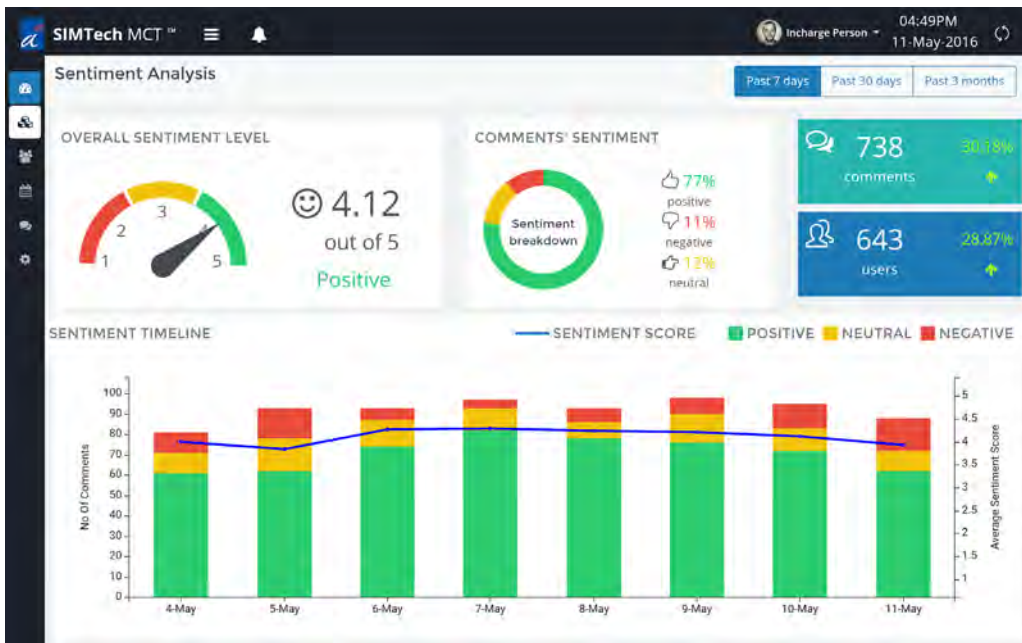 SIMTech MCT ™
Incharge Person
04:49PM
11-May-2016
Sentiment Analysis
Past 7 days
Past 30 days
Past 3 months
OVERALL SENTIMENT LEVEL
1
2
3
4
5
4.12
out of 5
Positive
COMMENTS' SENTIMENT
Sentiment
breakdown
77%
positive
11%
negative
12%
neutral
738
30.18%
comments
643
28.87%
users
SENTIMENT TIMELINE
SENTIMENT SCORE
POSITIVE
NEUTRAL
NEGATIVE
No Of Comments
100
90
80
70
60
50
40
30
20
10
0
4-May
5-May
6-May
7-May
8-May
9-May
10-May
11-May
5
4.5
4
3.5
3
2.5
2
1.5
1
Average Sentiment Score